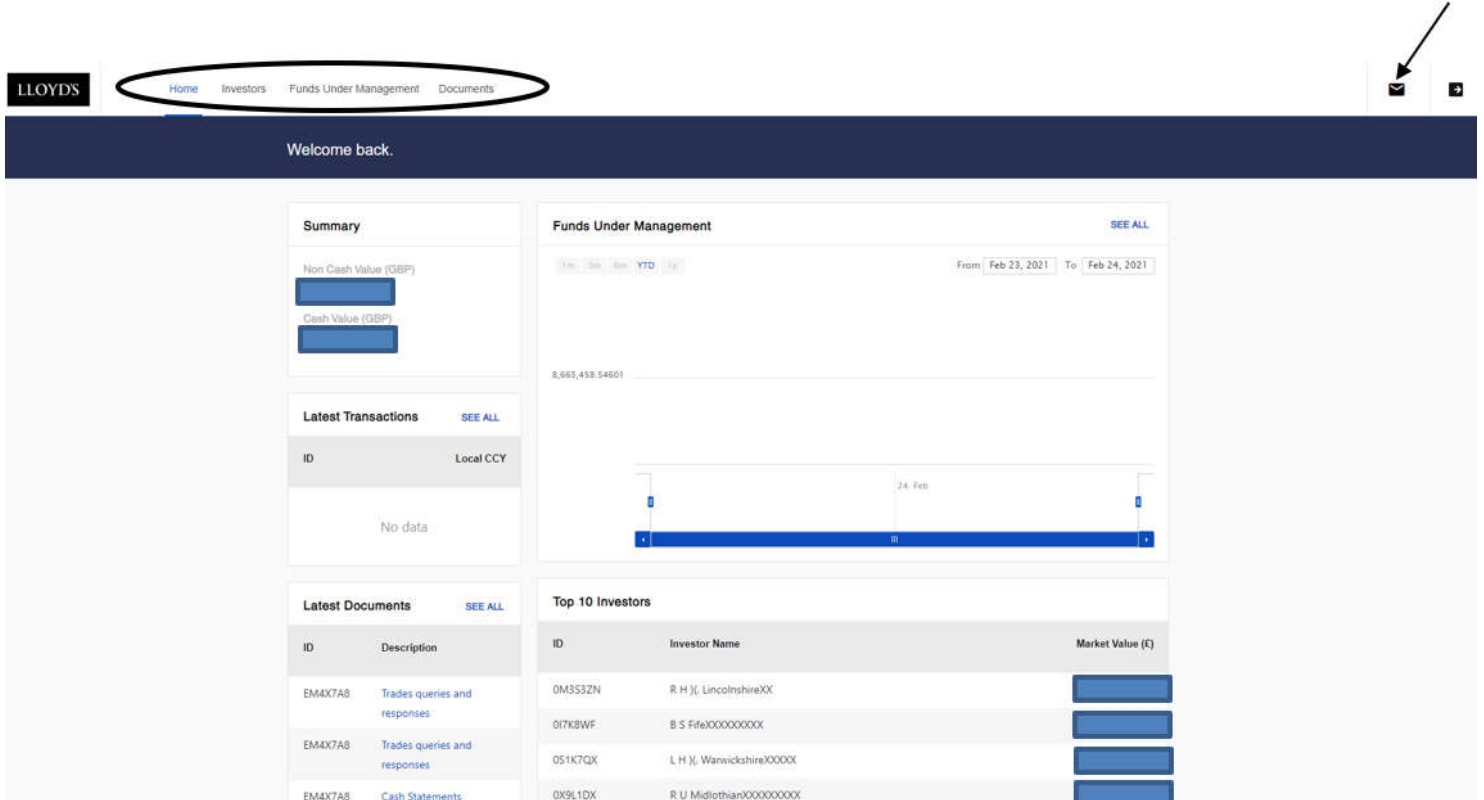 LLOYD'S
Home Investors Funds Under Management Documents
Welcome back.
Summary
Non Cash Value (GBP)
Cash Value (GBP)
Funds Under Management SEE ALL
1m 3m 6m YTD 1y
From Feb 23, 2021 To Feb 24, 2021
8,665,458.54601
24. Feb
Latest Transactions SEE ALL
ID Local CCY
No data
Latest Documents SEE ALL
ID Description
EM4X7A8 Trades queries and
responses
EM4X7A8 Trades queries and
responses
EM4X7A8 Cash Statements
Top 10 Investors
ID Investor Name Market Value (£)
0M3S3ZN R H )(. LincolnshireXX
0I7K8WF B S FifeXXXXXXXXX
0S1K7QX L H )(. WarwickshireXXXXX
0X9L1DX R U MidlothianXXXXXXXXX